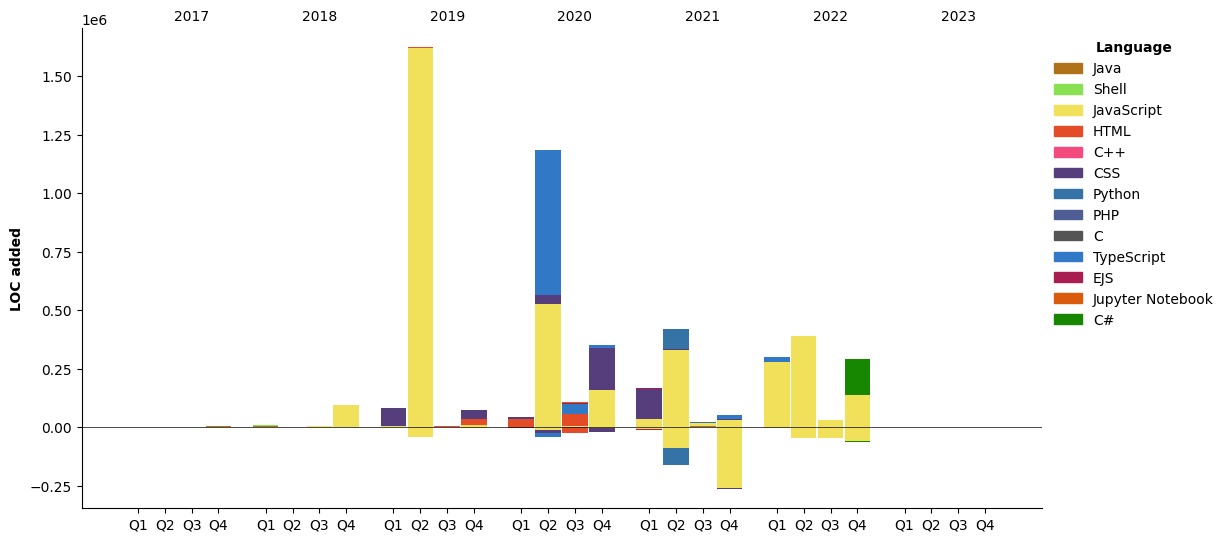 1e6
2017 2018 2019 2020 2021 2022 2023
LOC added
1.50
1.25
1.00
0.75
0.50
0.25
0.00
−0.25
Q1 Q2 Q3 Q4 Q1 Q2 Q3 Q4 Q1 Q2 Q3 Q4 Q1 Q2 Q3 Q4 Q1 Q2 Q3 Q4 Q1 Q2 Q3 Q4 Q1 Q2 Q3 Q4
Language
Java
Shell
JavaScript
HTML
C++
CSS
Python
PHP
C
TypeScript
EJS
Jupyter Notebook
C#